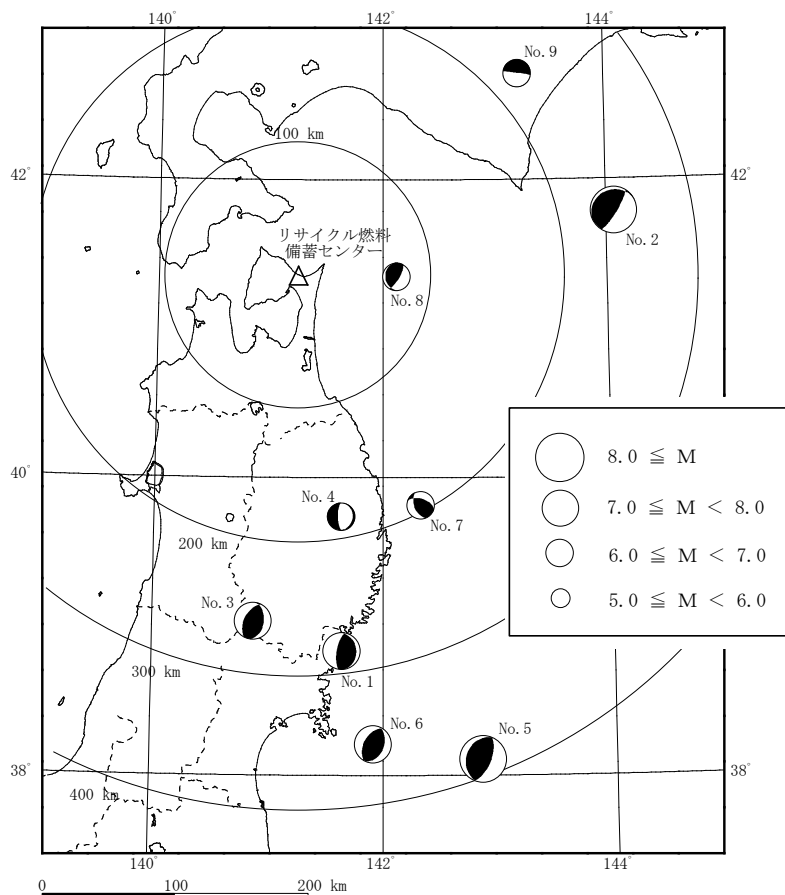 140°
142°
144°
No.9
100 km
42°
42°
リサイクル燃料
備蓄センター
No.2
No.8
8.0 ≦ M
40°
No.4
7.0 ≦ M < 8.0
No.7
200 km
6.0 ≦ M < 7.0
No.3
5.0 ≦ M < 6.0
300 km
No.1
No.6
No.5
38°
38°
400 km
140°
142°
144°
0 100 200 km